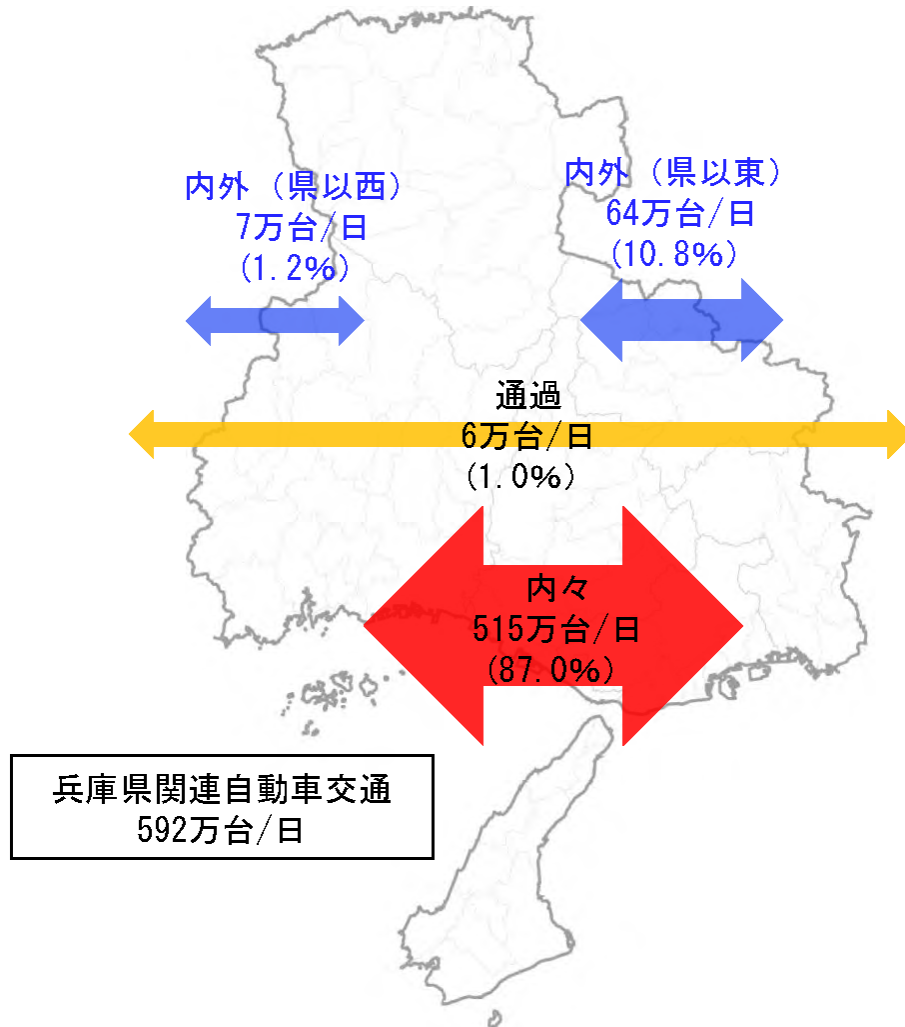 内外（県以西）
7万台/日
(1.2%)
内外（県以東）
64万台/日
(10.8%)
通過
6万台/日
(1.0%)
内々
515万台/日
(87.0%)
兵庫県関連自動車交通
592万台/日